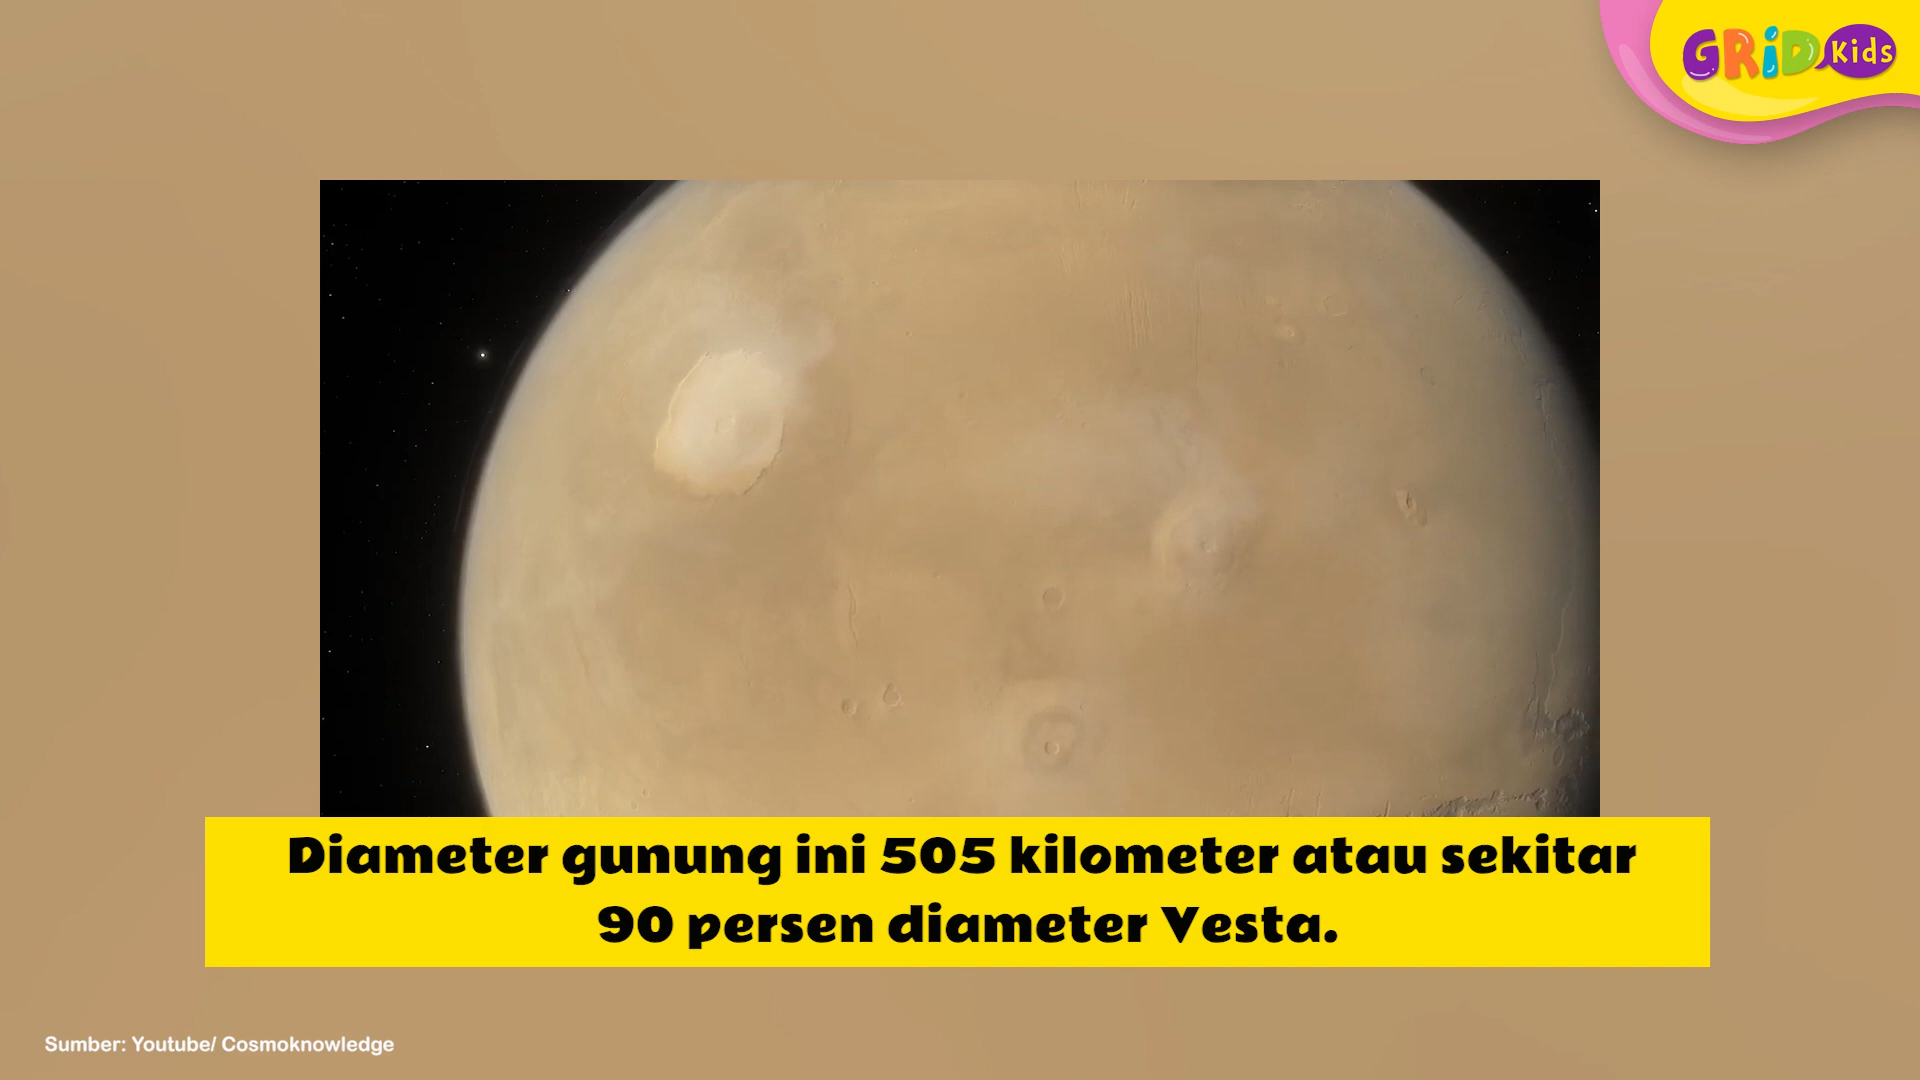 GRiD Kids
Diameter gunung ini 505 kilometer atau sekitar
90 persen diameter Vesta.
Sumber: Youtube/ Cosmoknowledge